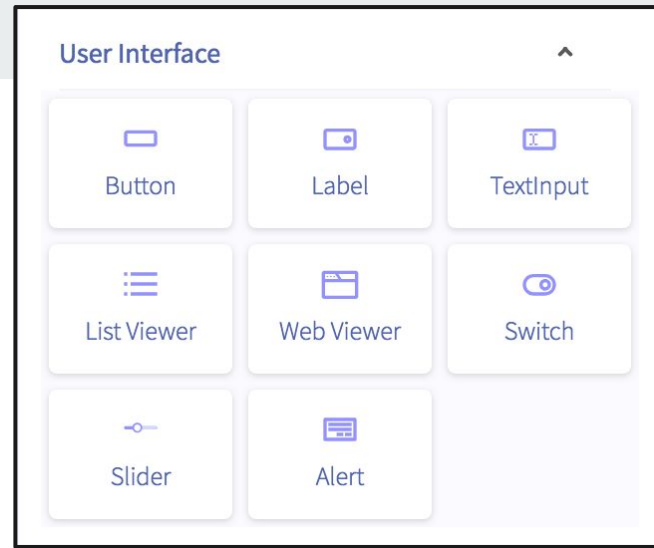 User Interface
Button
Label
TextInput
List Viewer
Web Viewer
Switch
Slider
Alert